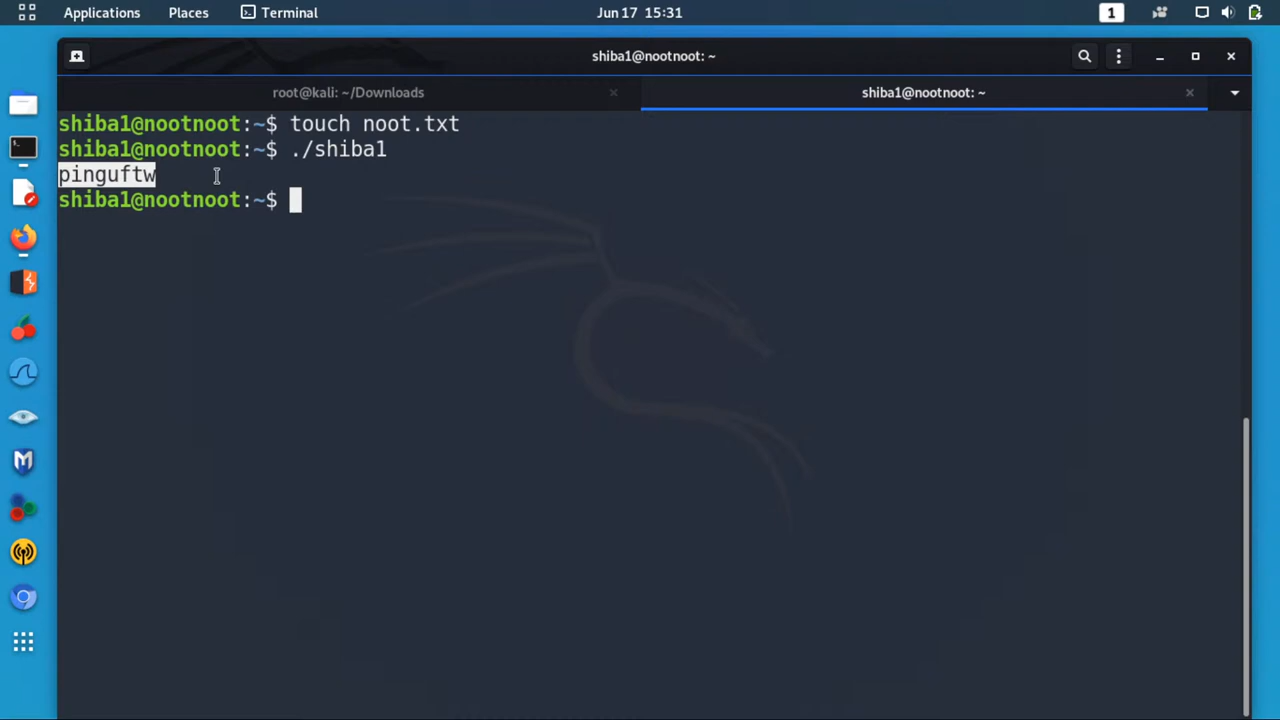 Applications Places Terminal Jun 17 15:31 1
shiba1@nootnoot: ~
root@kali: ~/Downloads shiba1@nootnoot: ~
shiba1@nootnoot:~$ touch noot.txt
shiba1@nootnoot:~$ ./shiba1
pinguftw
shiba1@nootnoot:~$